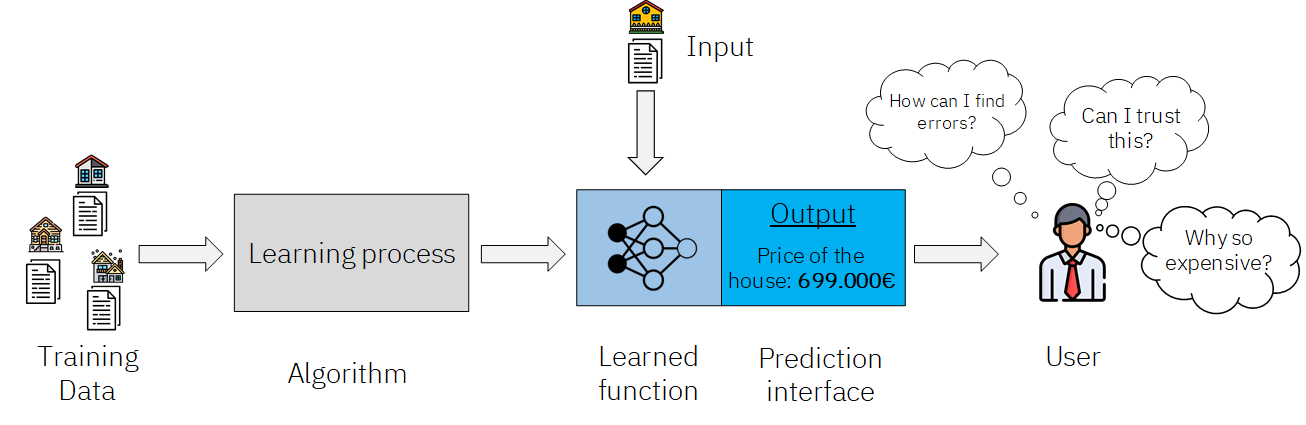 Input
How can I find
errors?
Can I trust
this?
Why so
expensive?
Learning process
Output
Price of the
house: 699.000€
Training
Data
Algorithm
Learned
function
Prediction
interface
User